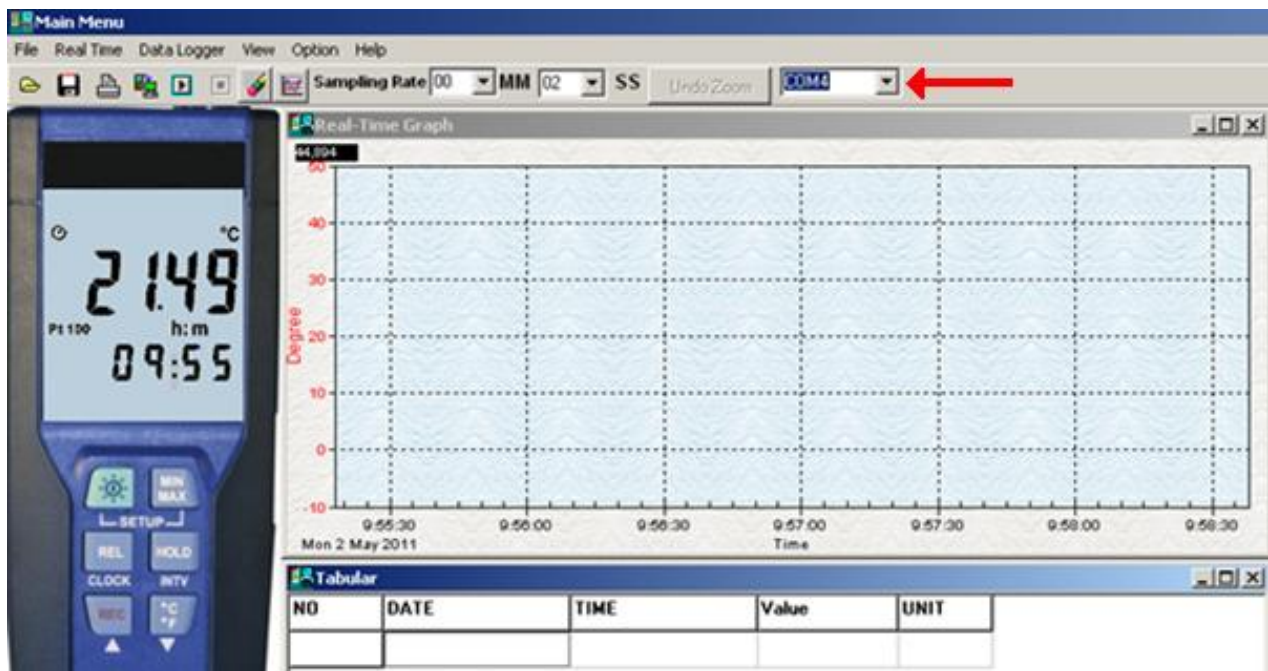 Main Menu
File Real Time Data Logger View Option Help
Sampling Rate 00 MM 02 SS Undo Zoom COM4
Real-Time Graph
44,894
50
40
30
20
10
0
-10
Degree
9:55:30 9:56:00 9:56:30 9:57:00 9:57:30 9:58:00 9:58:30
Mon 2 May 2011 Time
°C
21.49
Pt 100 h:m
09:55
MIN
MAX
SETUP
REL HOLD
CLOCK INTV
REC °C
°F
Tabular
NO DATE TIME Value UNIT